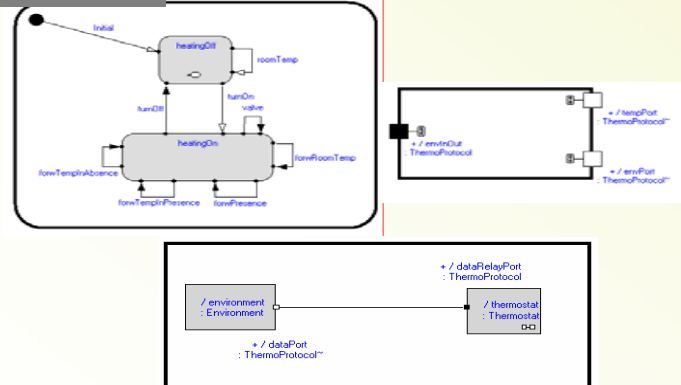 Initial
heatingOff
roomTemp
turnOff
turnOn
valve
heatingOn
forwRoomTemp
forwTempInAbsence
forwTempInPresence
forwPresence
+ / tempPort
: ThermoProtocol~
+ / envInOut
: ThermoProtocol
+ / envPort
: ThermoProtocol~
+ / dataRelayPort
: ThermoProtocol
/ environment
: Environment
/ thermostat
: Thermostat
+ / dataPort
: ThermoProtocol~